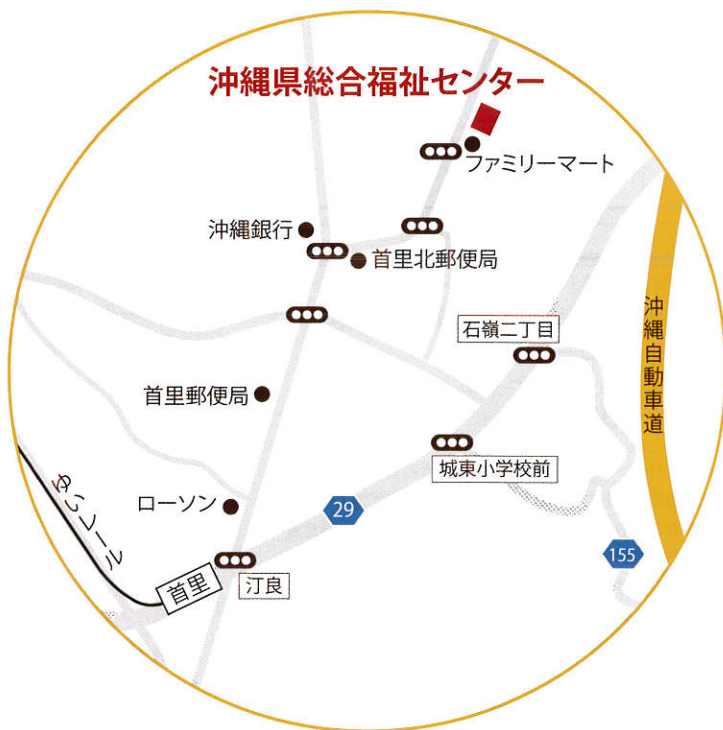 沖縄県総合福祉センター
ファミリーマート
沖縄銀行
首里北郵便局
石嶺二丁目
沖縄自動車道
首里郵便局
城東小学校前
ゆいレール
ローソン
29
155
首里
汀良